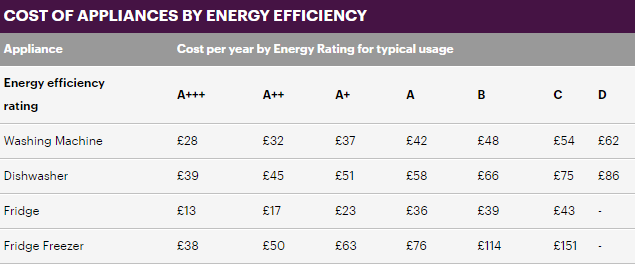 COST OF APPLIANCES BY ENERGY EFFICIENCY
Appliance Cost per year by Energy Rating for typical usage
Energy efficiency
rating A+++ A++ A+ A B C D
Washing Machine £28 £32 £37 £42 £48 £54 £62
Dishwasher £39 £45 £51 £58 £66 £75 £86
Fridge £13 £17 £23 £36 £39 £43 -
Fridge Freezer £38 £50 £63 £76 £114 £151 -